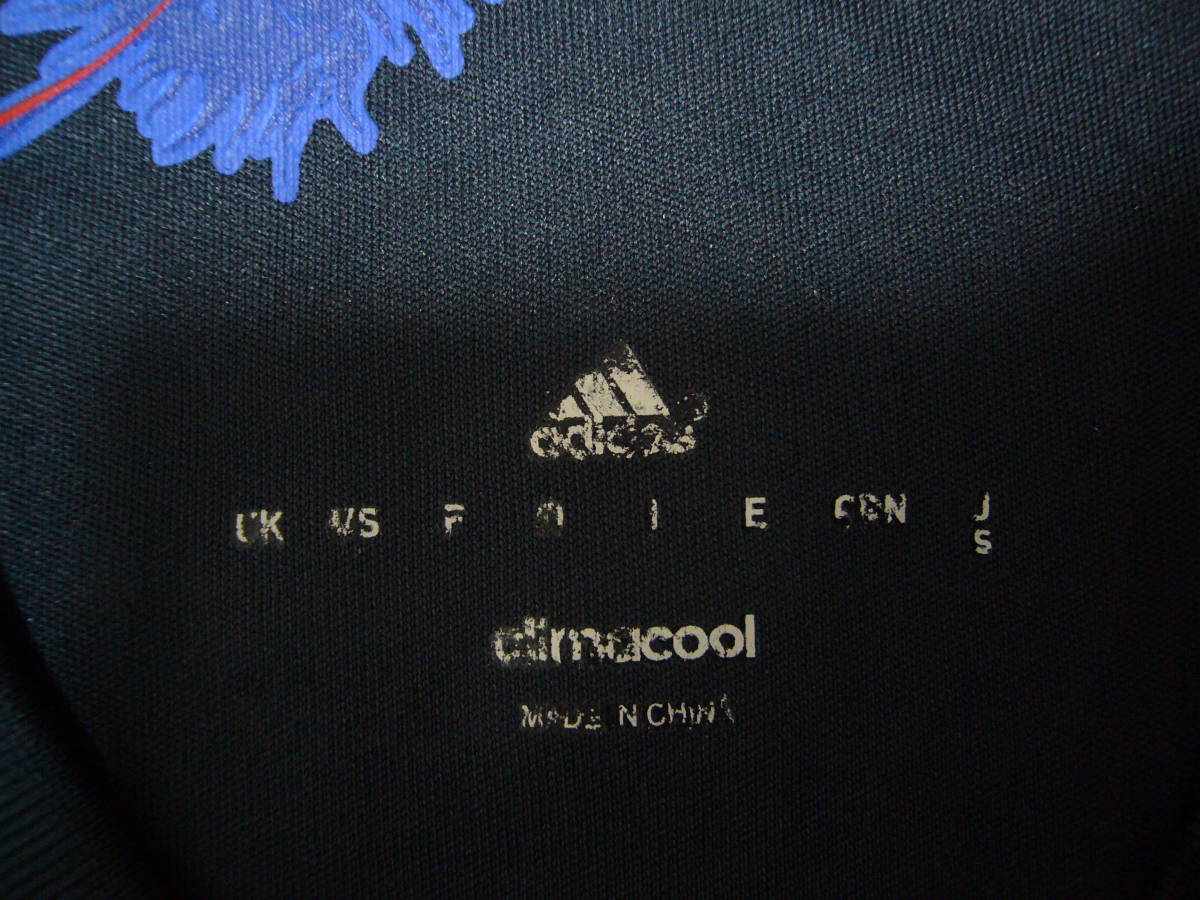 adidas
UK US F D I E CHN J
S
climacool
MADE IN CHINA